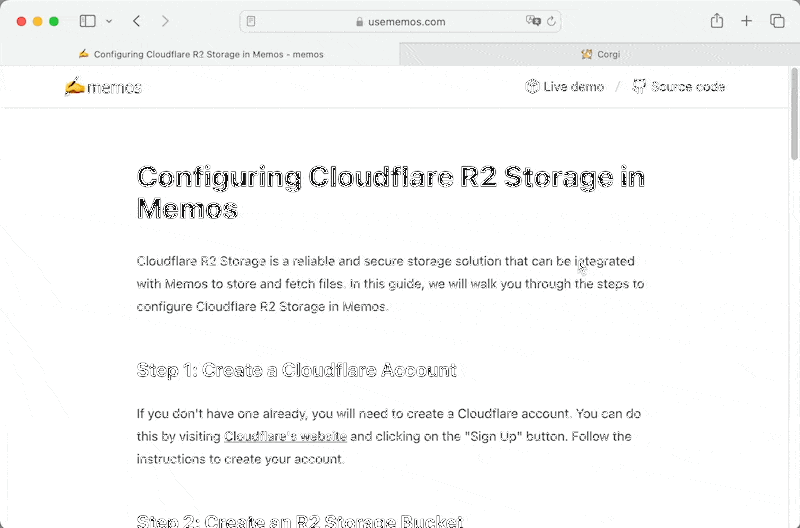 usememos.com
Configuring Cloudflare R2 Storage in Memos - memos
Corgi
memos
Live demo / Source code
Configuring Cloudflare R2 Storage in
Memos
Cloudflare R2 Storage is a reliable and secure storage solution that can be integrated
with Memos to store and fetch files. In this guide, we will walk you through the steps to
configure Cloudflare R2 Storage in Memos.
Step 1: Create a Cloudflare Account
If you don't have one already, you will need to create a Cloudflare account. You can do
this by visiting Cloudflare's website and clicking on the "Sign Up" button. Follow the
instructions to create your account.
Step 2: Create an R2 Storage Bucket